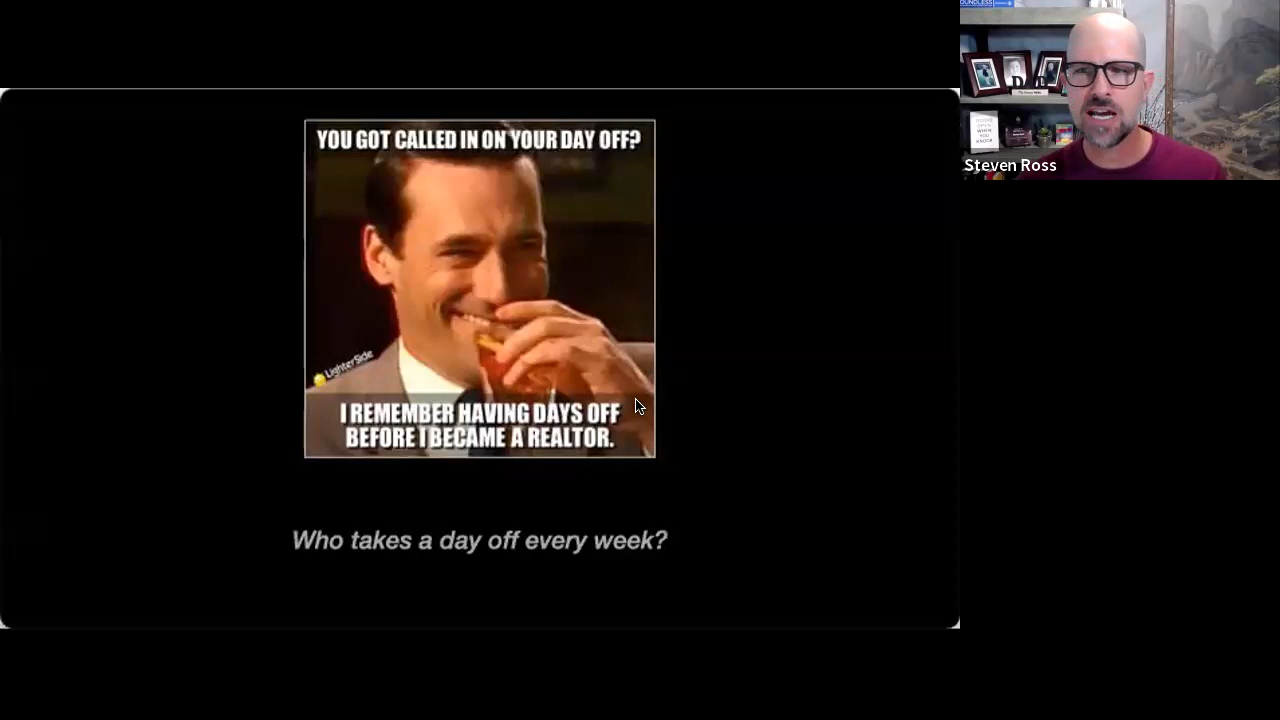 YOU GOT CALLED IN ON YOUR DAY OFF?
LighterSide
I REMEMBER HAVING DAYS OFF
BEFORE I BECAME A REALTOR.
Who takes a day off every week?
Steven Ross